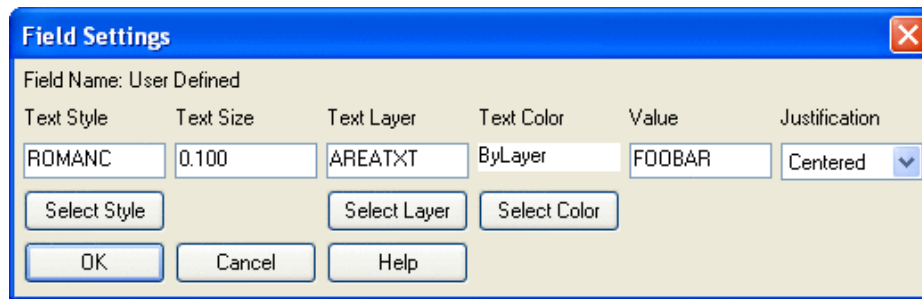 Field Settings
Field Name: User Defined
Text Style Text Size Text Layer Text Color Value Justification
ROMANC 0.100 AREATXT ByLayer FOOBAR Centered
Select Style Select Layer Select Color
OK Cancel Help